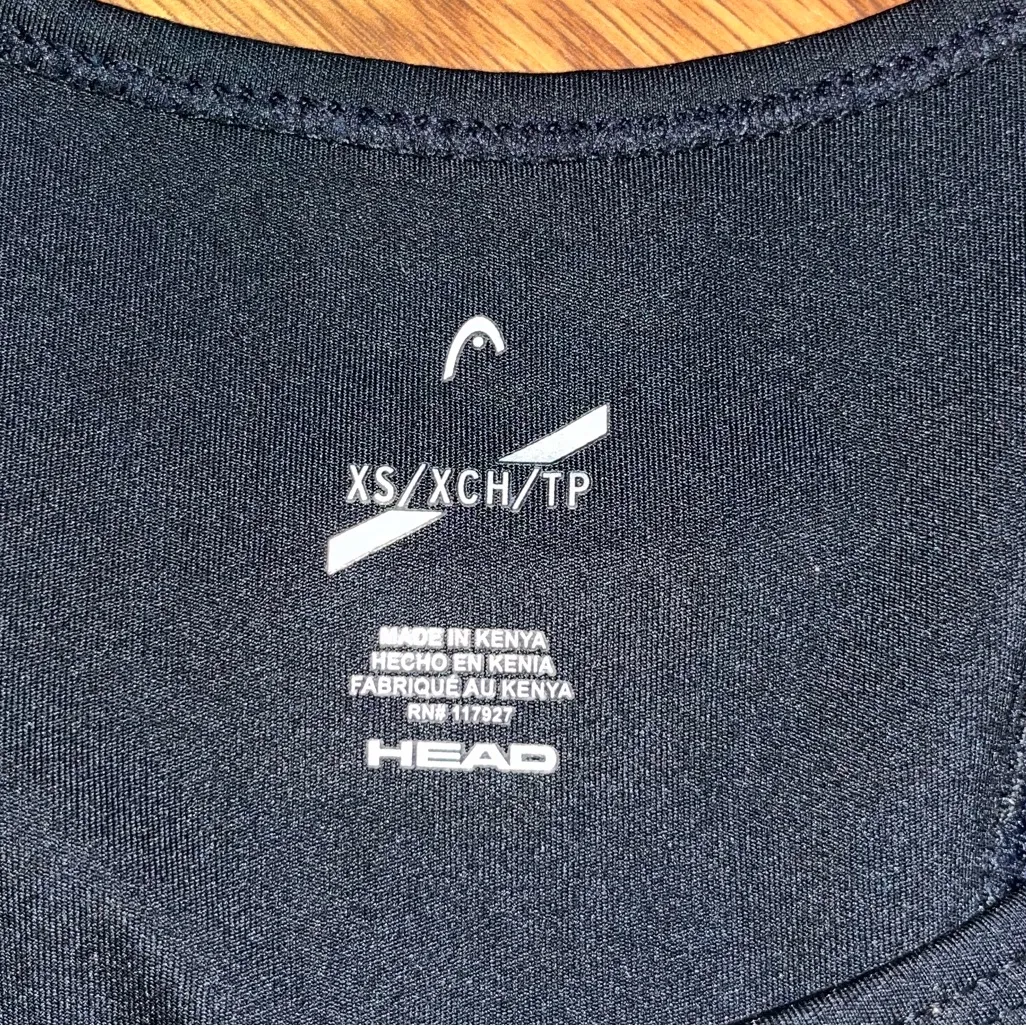 XS/XCH/TP
MADE IN KENYA
HECHO EN KENIA
FABRIQUÉ AU KENYA
RN# 117927
HEAD